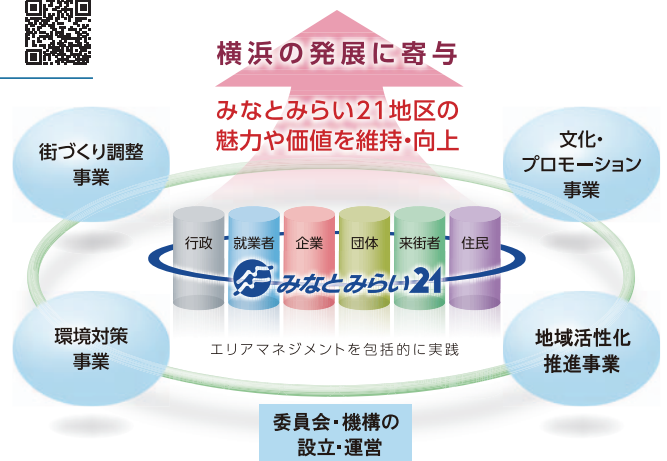 横浜の発展に寄与
みなとみらい21地区の
魅力や価値を維持・向上
街づくり調整
事業
文化・
プロモーション
事業
行政
就業者
企業
団体
来街者
住民
みなとみらい21
環境対策
事業
地域活性化
推進事業
エリアマネジメントを包括的に実践
委員会・機構の
設立・運営